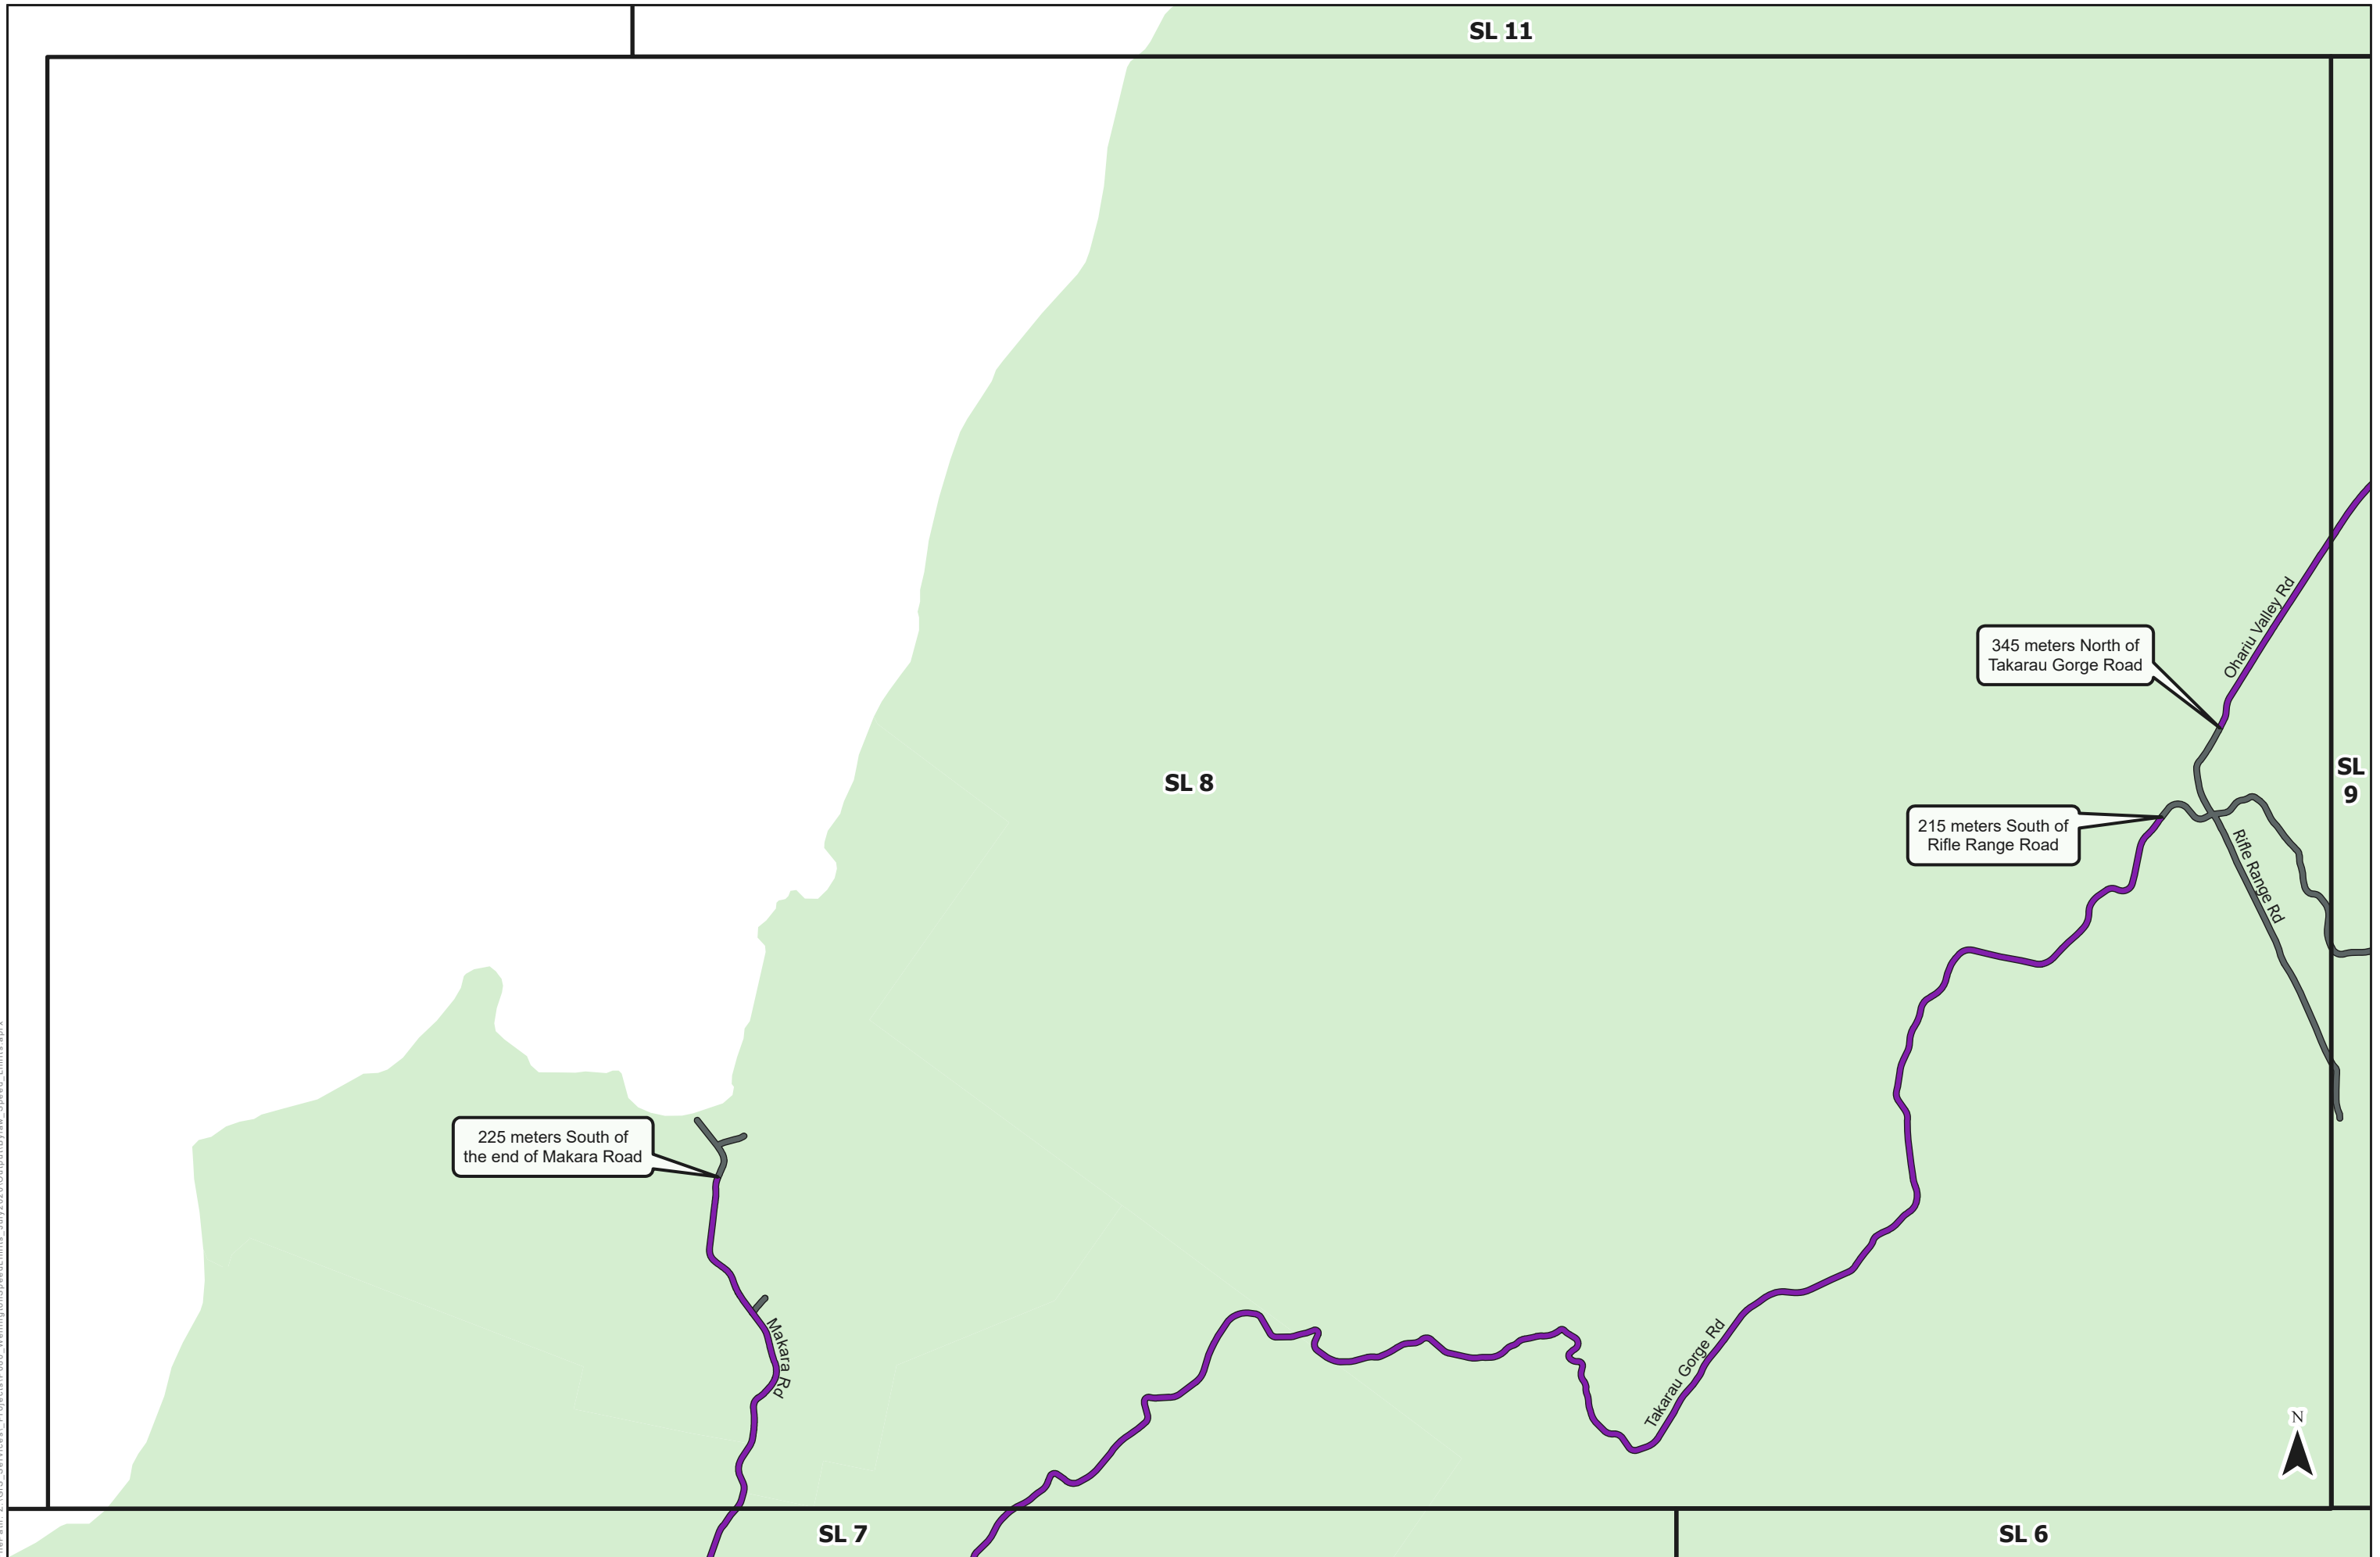 SL 11
Ohariu Valley Rd
345 meters North of
Takarau Gorge Road
SL 8
SL
9
215 meters South of
Rifle Range Road
Rifle Range Rd
225 meters South of
the end of Makara Road
Makara Rd
Takarau Gorge Rd
N
SL 7
SL 6